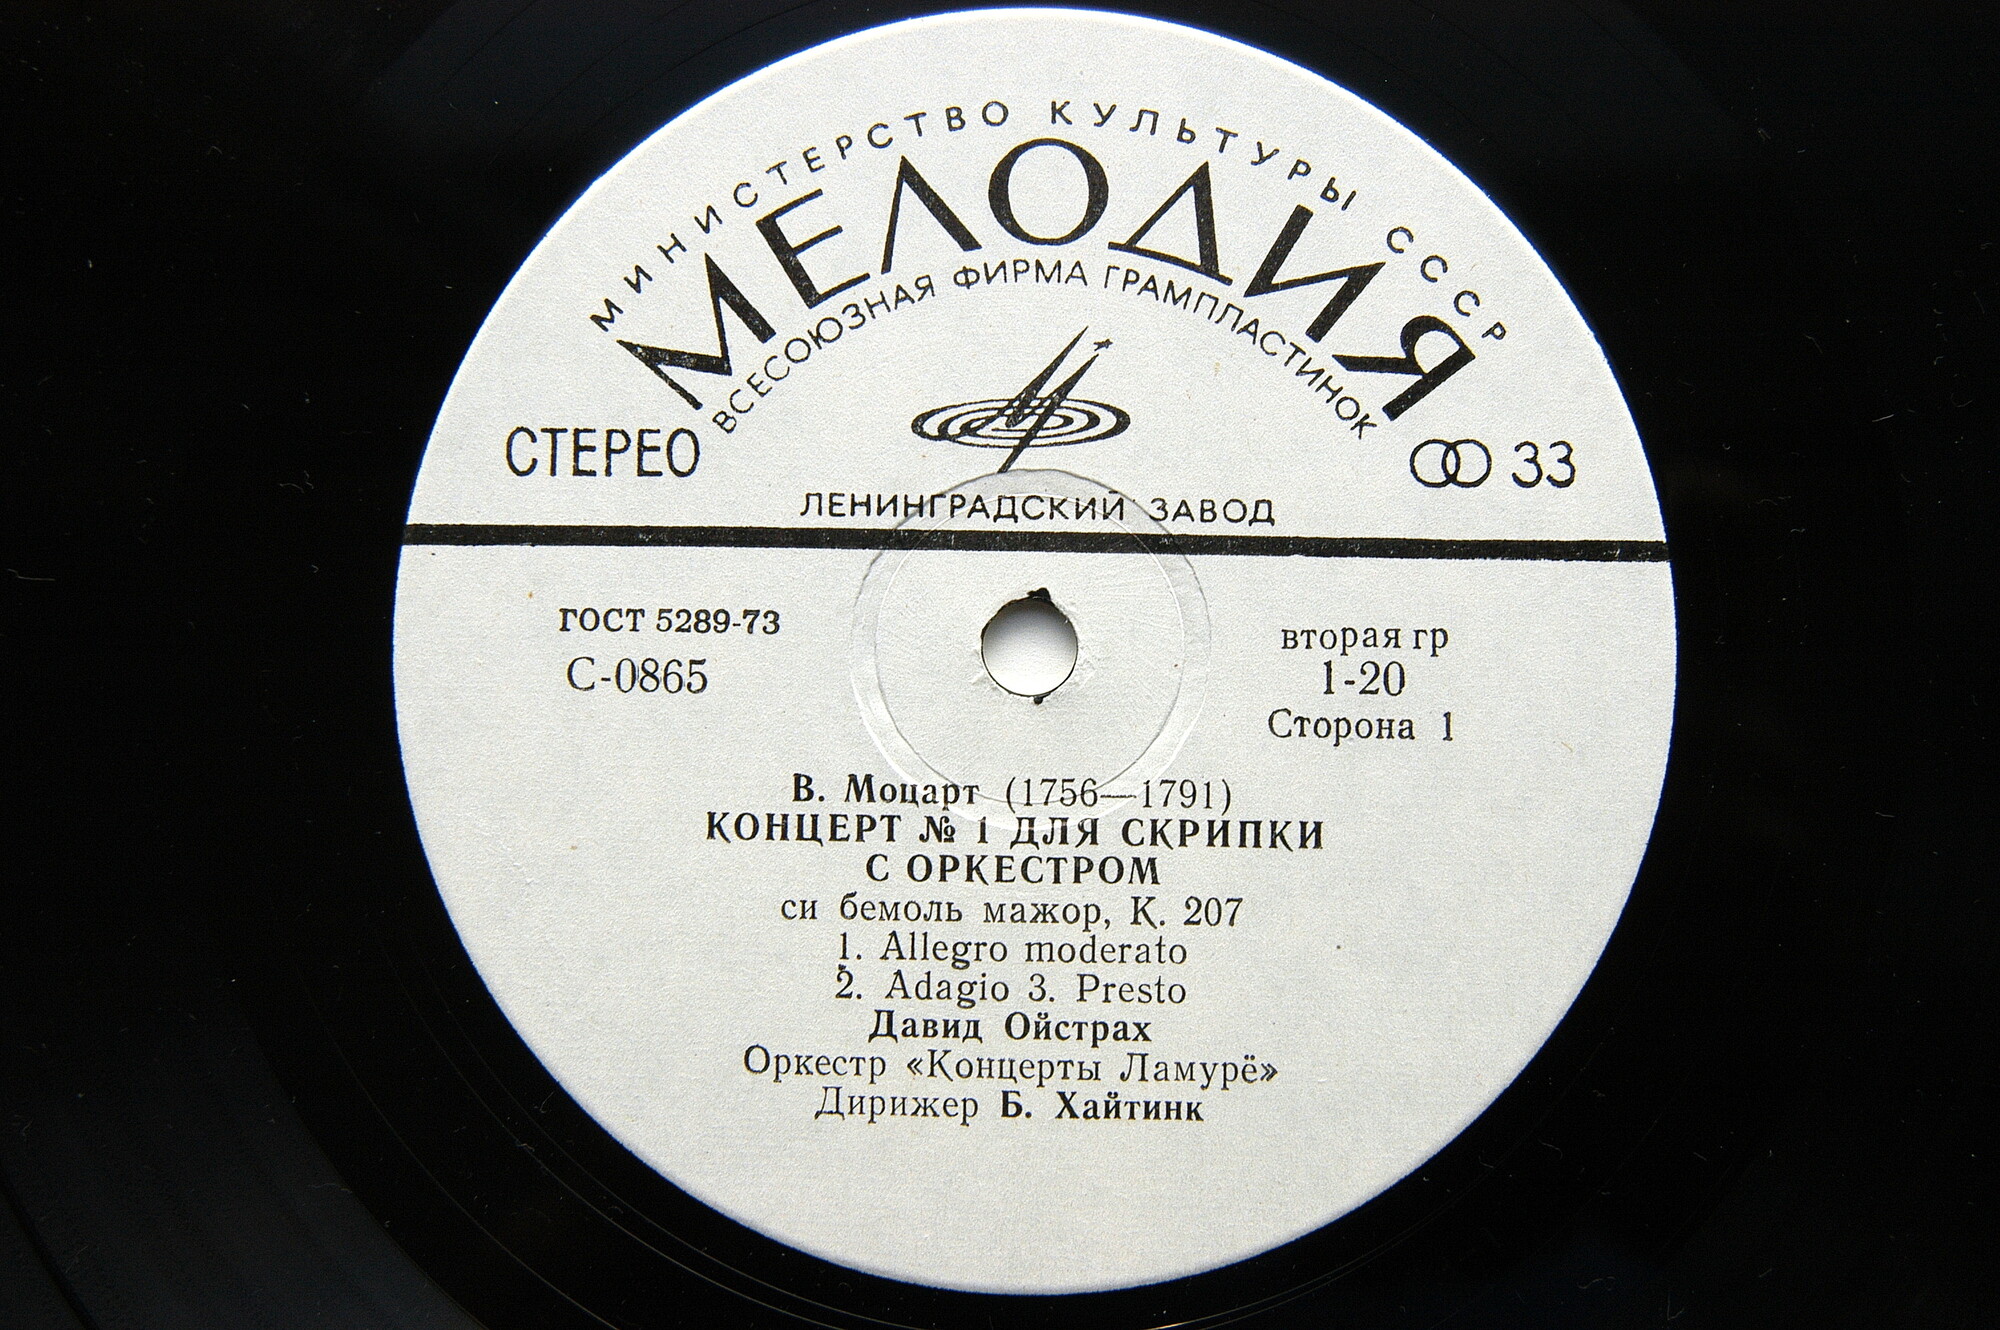 МИНИСТЕРСТВО КУЛЬТУРЫ СССР
МЕЛОДИЯ
ВСЕСОЮЗНАЯ ФИРМА ГРАМПЛАСТИНОК
СТЕРЕО
33
ЛЕНИНГРАДСКИЙ ЗАВОД
ГОСТ 5289-73
С-0865
вторая гр
1-20
Сторона 1
В. Моцарт (1756—1791)
КОНЦЕРТ № 1 ДЛЯ СКРИПКИ
С ОРКЕСТРОМ
си бемоль мажор, К. 207
1. Allegro moderato
2. Adagio 3. Presto
Давид Ойстрах
Оркестр «Концерты Ламурё»
Дирижер Б. Хайтинк